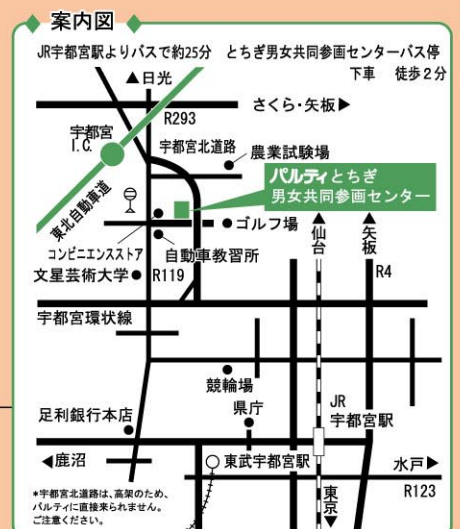 案内図
JR宇都宮駅よりバスで約25分 とちぎ男女共同参画センターバス停
下車 徒歩2分
▲日光
R293
さくら・矢板▶
宇都宮
I.C.
宇都宮北道路
農業試験場
パルティとちぎ
男女共同参画センター
東北自動車道
ゴルフ場
▲仙台
▲矢板
コンビニエンスストア
自動車教習所
文星芸術大学
R119
R4
宇都宮環状線
競輪場
県庁
JR
宇都宮駅
足利銀行本店
◀鹿沼
東武宇都宮駅
水戸▶
R123
東京▼
*宇都宮北道路は、高架のため、
パルティに直接来られません。
ご注意ください。